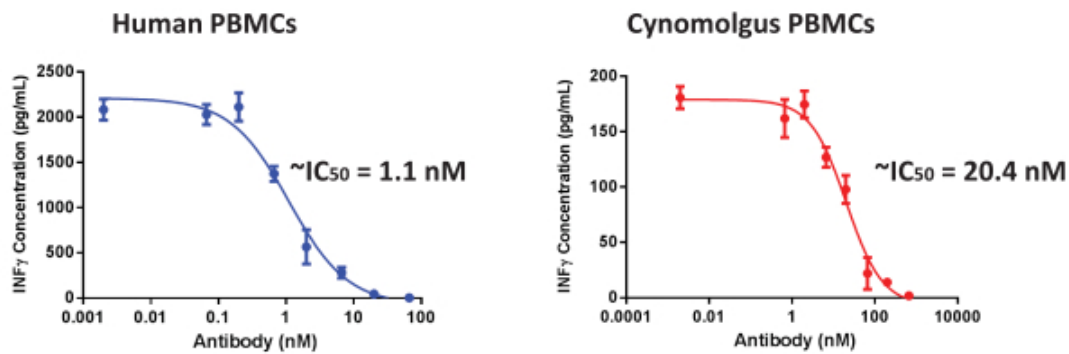 Human PBMCs
INFγ Concentration (pg/mL)
2500
2000
1500
1000
500
0
~IC50 = 1.1 nM
0.001 0.01 0.1 1 10 100
Antibody (nM)
Cynomolgus PBMCs
INFγ Concentration (pg/mL)
200
150
100
50
0
~IC50 = 20.4 nM
0.0001 0.01 1 100 10000
Antibody (nM)